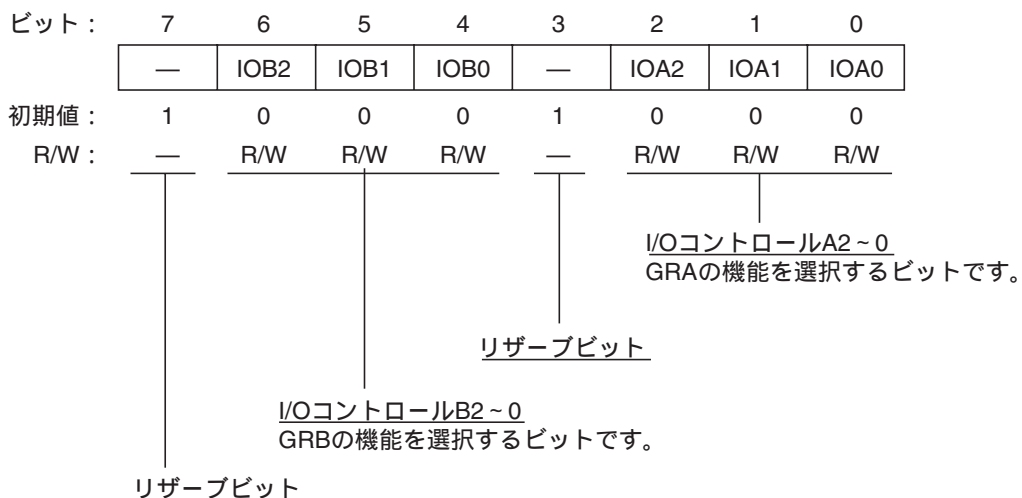 ビット： 7 6 5 4 3 2 1 0
— IOB2 IOB1 IOB0 — IOA2 IOA1 IOA0
初期値： 1 0 0 0 1 0 0 0
R/W： — R/W R/W R/W — R/W R/W R/W
I/OコントロールA2～0
GRAの機能を選択するビットです。
リザーブビット
I/OコントロールB2～0
GRBの機能を選択するビットです。
リザーブビット